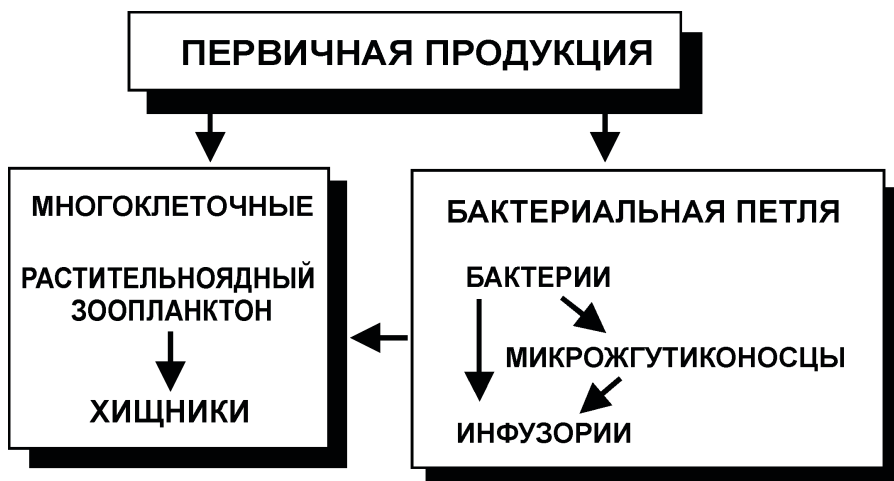 ПЕРВИЧНАЯ ПРОДУКЦИЯ
МНОГОКЛЕТОЧНЫЕ
РАСТИТЕЛЬНОЯДНЫЙ
ЗООПЛАНКТОН
ХИЩНИКИ
БАКТЕРИАЛЬНАЯ ПЕТЛЯ
БАКТЕРИИ
МИКРОЖГУТИКОНОСЦЫ
ИНФУЗОРИИ